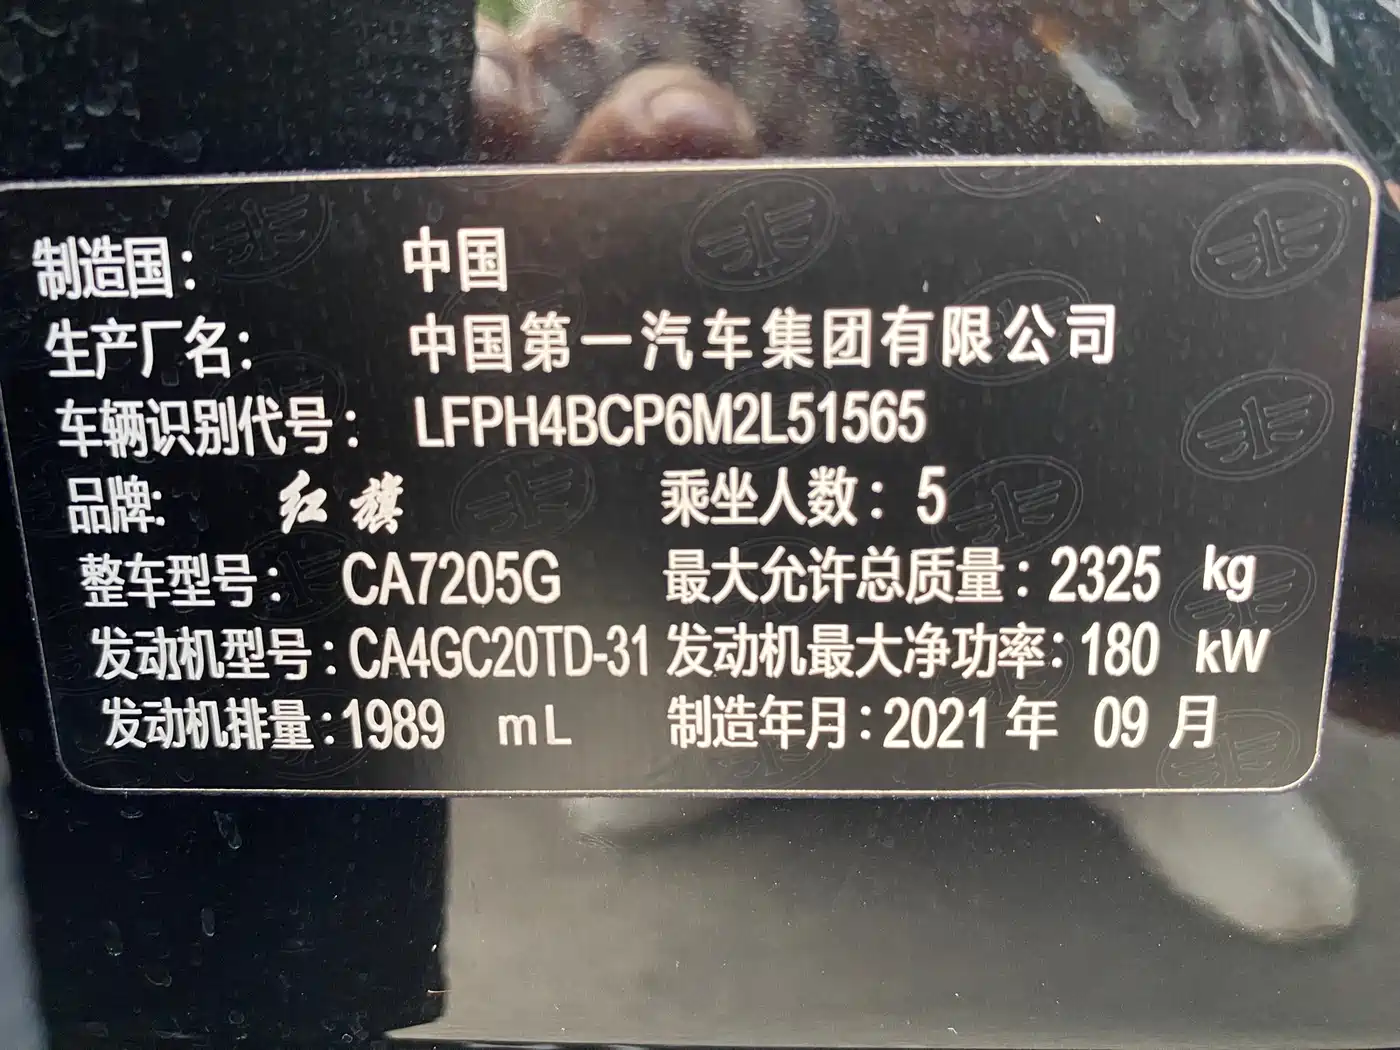 制造国： 中国
生产厂名： 中国第一汽车集团有限公司
车辆识别代号： LFPH4BCP6M2L51565
品牌: 红旗 乘坐人数：5
整车型号： CA7205G 最大允许总质量：2325 kg
发动机型号：CA4GC20TD-31 发动机最大净功率：180 kW
发动机排量：1989 mL 制造年月：2021 年 09 月